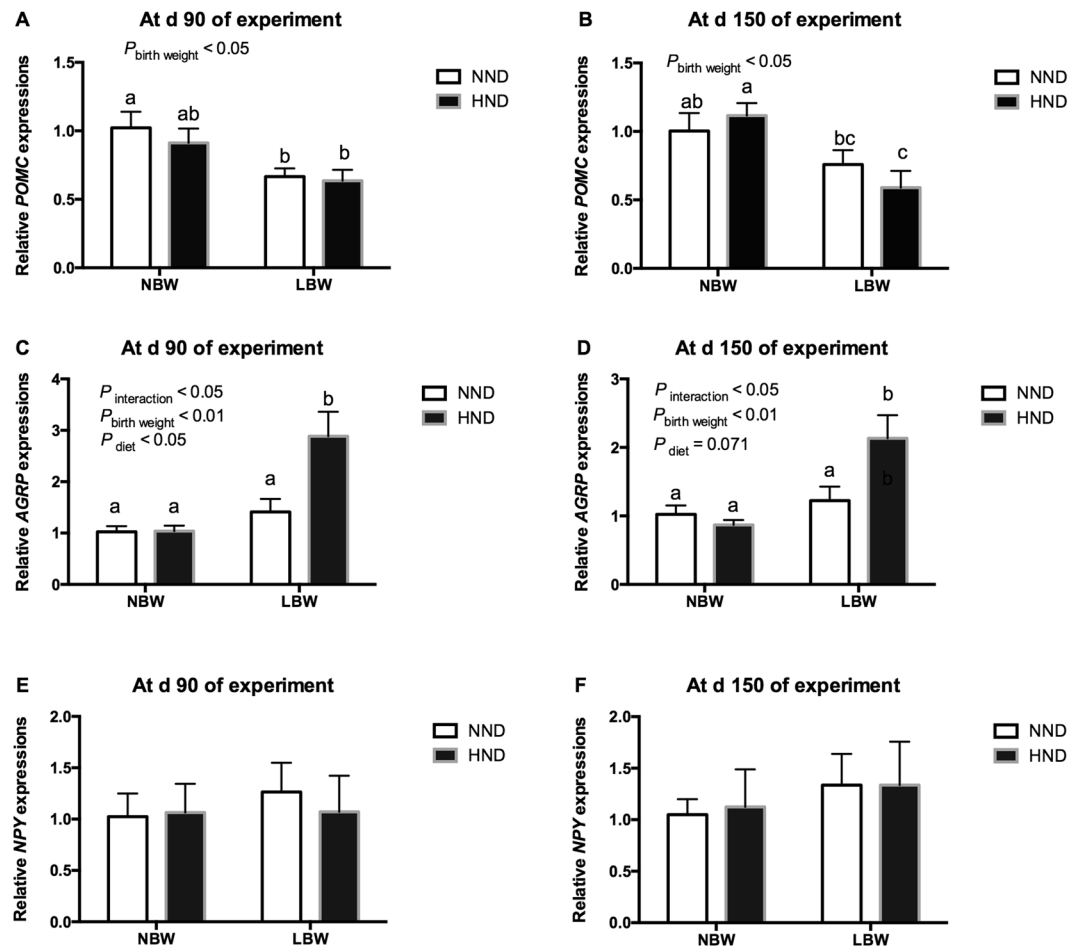 A
At d 90 of experiment
P birth weight < 0.05
Relative POMC expressions
1.5
1.0
0.5
0.0
a
ab
b
b
NBW
LBW
NND
HND
B
At d 150 of experiment
P birth weight < 0.05
Relative POMC expressions
1.5
1.0
0.5
0.0
ab
a
bc
c
NBW
LBW
NND
HND
C
At d 90 of experiment
P interaction < 0.05
P birth weight < 0.01
P diet < 0.05
Relative AGRP expressions
4
3
2
1
0
a
a
a
b
NBW
LBW
NND
HND
D
At d 150 of experiment
P interaction < 0.05
P birth weight < 0.01
P diet = 0.071
Relative AGRP expressions
3
2
1
0
a
a
a
b
b
NBW
LBW
NND
HND
E
At d 90 of experiment
Relative NPY expressions
2.0
1.5
1.0
0.5
0.0
NBW
LBW
NND
HND
F
At d 150 of experiment
Relative NPY expressions
2.0
1.5
1.0
0.5
0.0
NBW
LBW
NND
HND